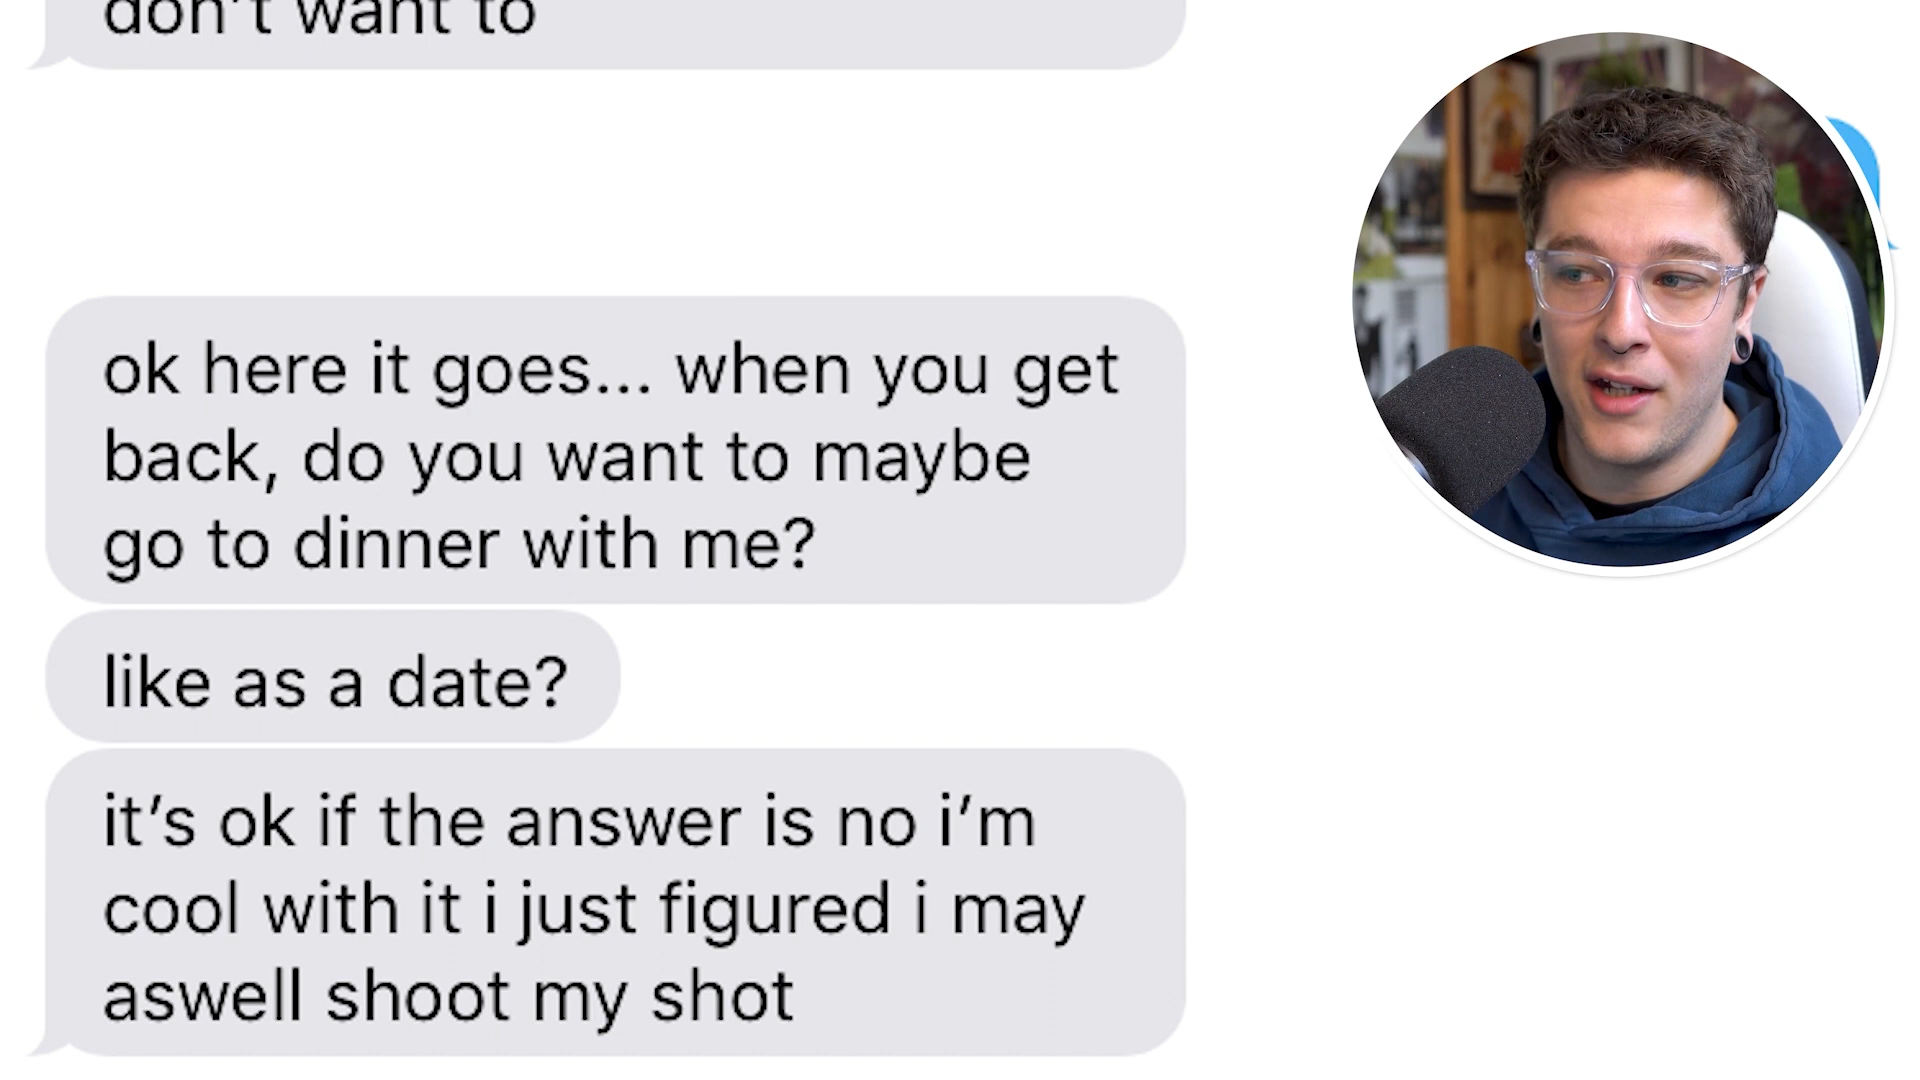 don't want to
ok here it goes... when you get
back, do you want to maybe
go to dinner with me?
like as a date?
it’s ok if the answer is no i’m
cool with it i just figured i may
aswell shoot my shot